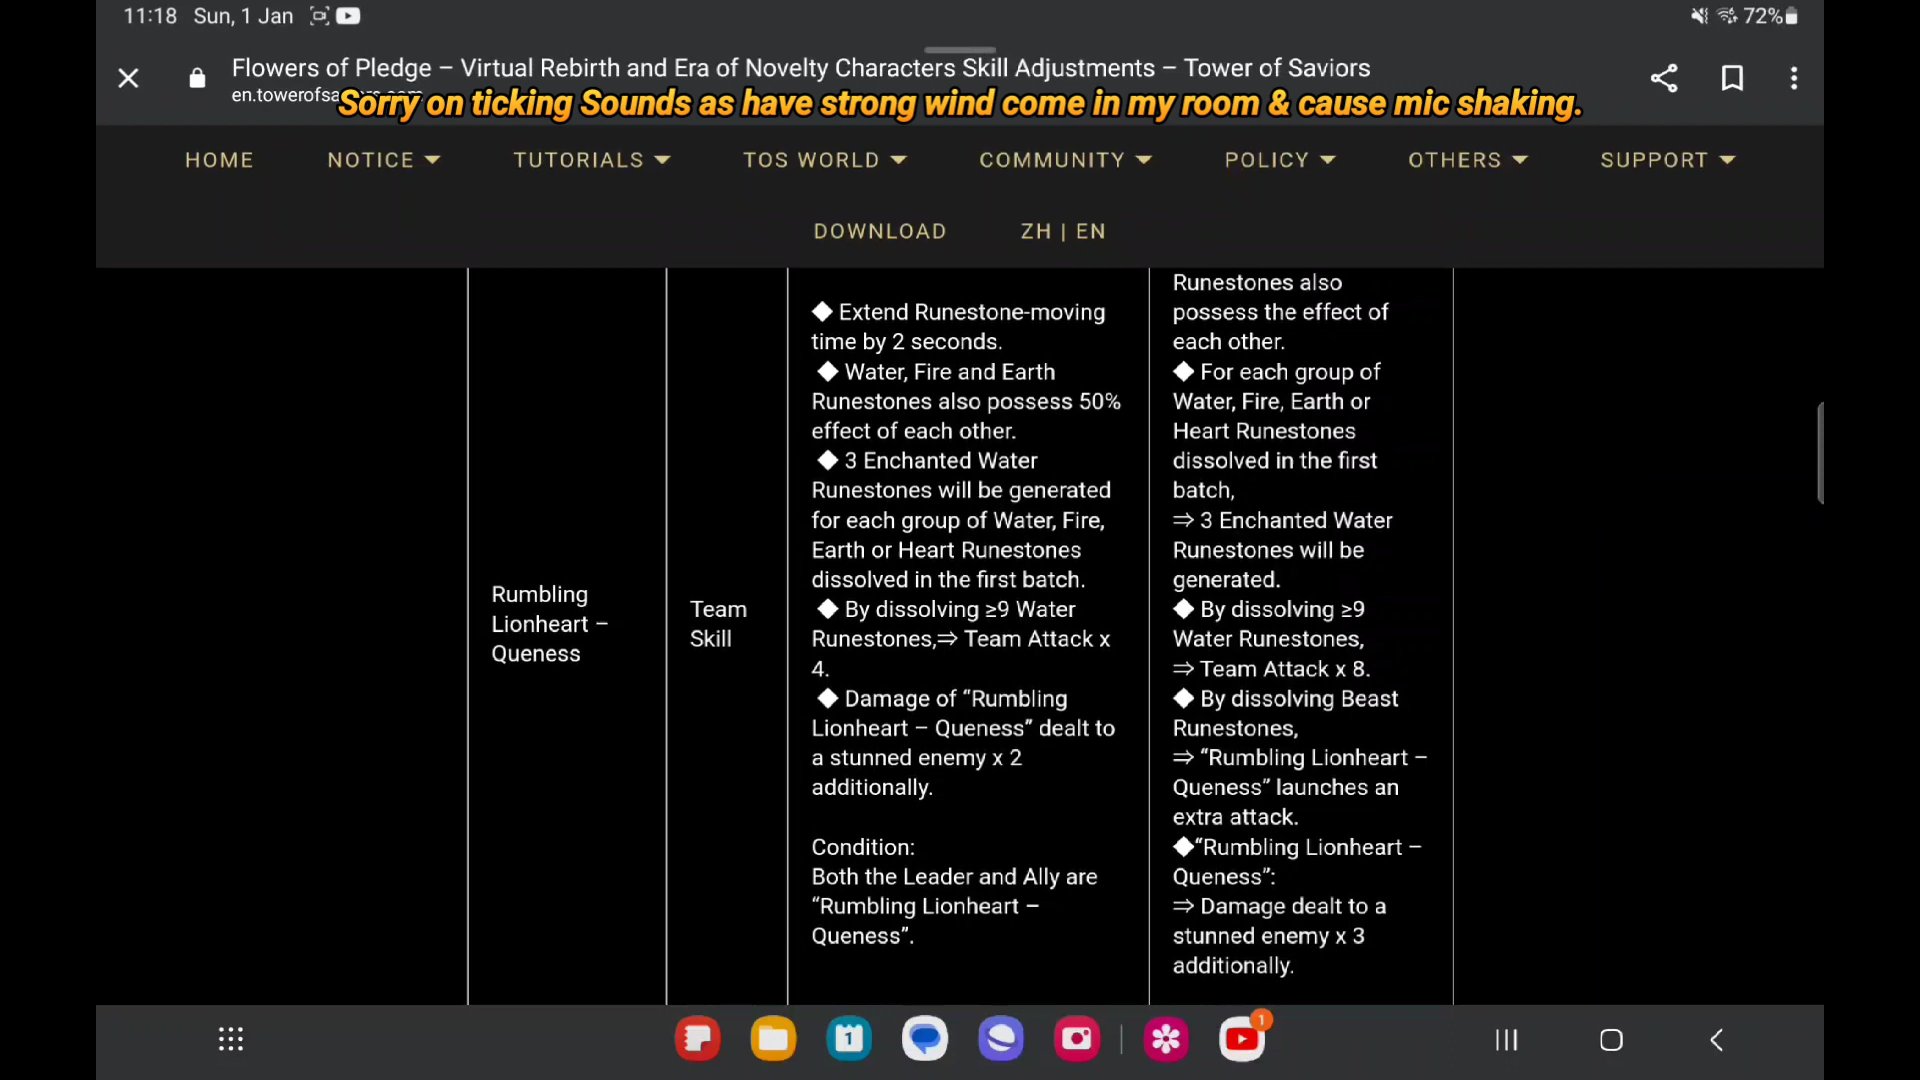 11:18 Sun, 1 Jan
72%
Flowers of Pledge – Virtual Rebirth and Era of Novelty Characters Skill Adjustments – Tower of Saviors
Sorry on ticking Sounds as have strong wind come in my room & cause mic shaking.
HOME NOTICE TUTORIALS TOS WORLD COMMUNITY POLICY OTHERS SUPPORT
DOWNLOAD ZH | EN
Rumbling
Lionheart –
Queness
Team
Skill
◆ Extend Runestone-moving
time by 2 seconds.
◆ Water, Fire and Earth
Runestones also possess 50%
effect of each other.
◆ 3 Enchanted Water
Runestones will be generated
for each group of Water, Fire,
Earth or Heart Runestones
dissolved in the first batch.
◆ By dissolving ≥9 Water
Runestones,⇒ Team Attack x
4.
◆ Damage of “Rumbling
Lionheart – Queness” dealt to
a stunned enemy x 2
additionally.
Condition:
Both the Leader and Ally are
“Rumbling Lionheart –
Queness”.
Runestones also
possess the effect of
each other.
◆ For each group of
Water, Fire, Earth or
Heart Runestones
dissolved in the first
batch,
⇒ 3 Enchanted Water
Runestones will be
generated.
◆ By dissolving ≥9
Water Runestones,
⇒ Team Attack x 8.
◆ By dissolving Beast
Runestones,
⇒ “Rumbling Lionheart –
Queness” launches an
extra attack.
◆“Rumbling Lionheart –
Queness”:
⇒ Damage dealt to a
stunned enemy x 3
additionally.
1
1